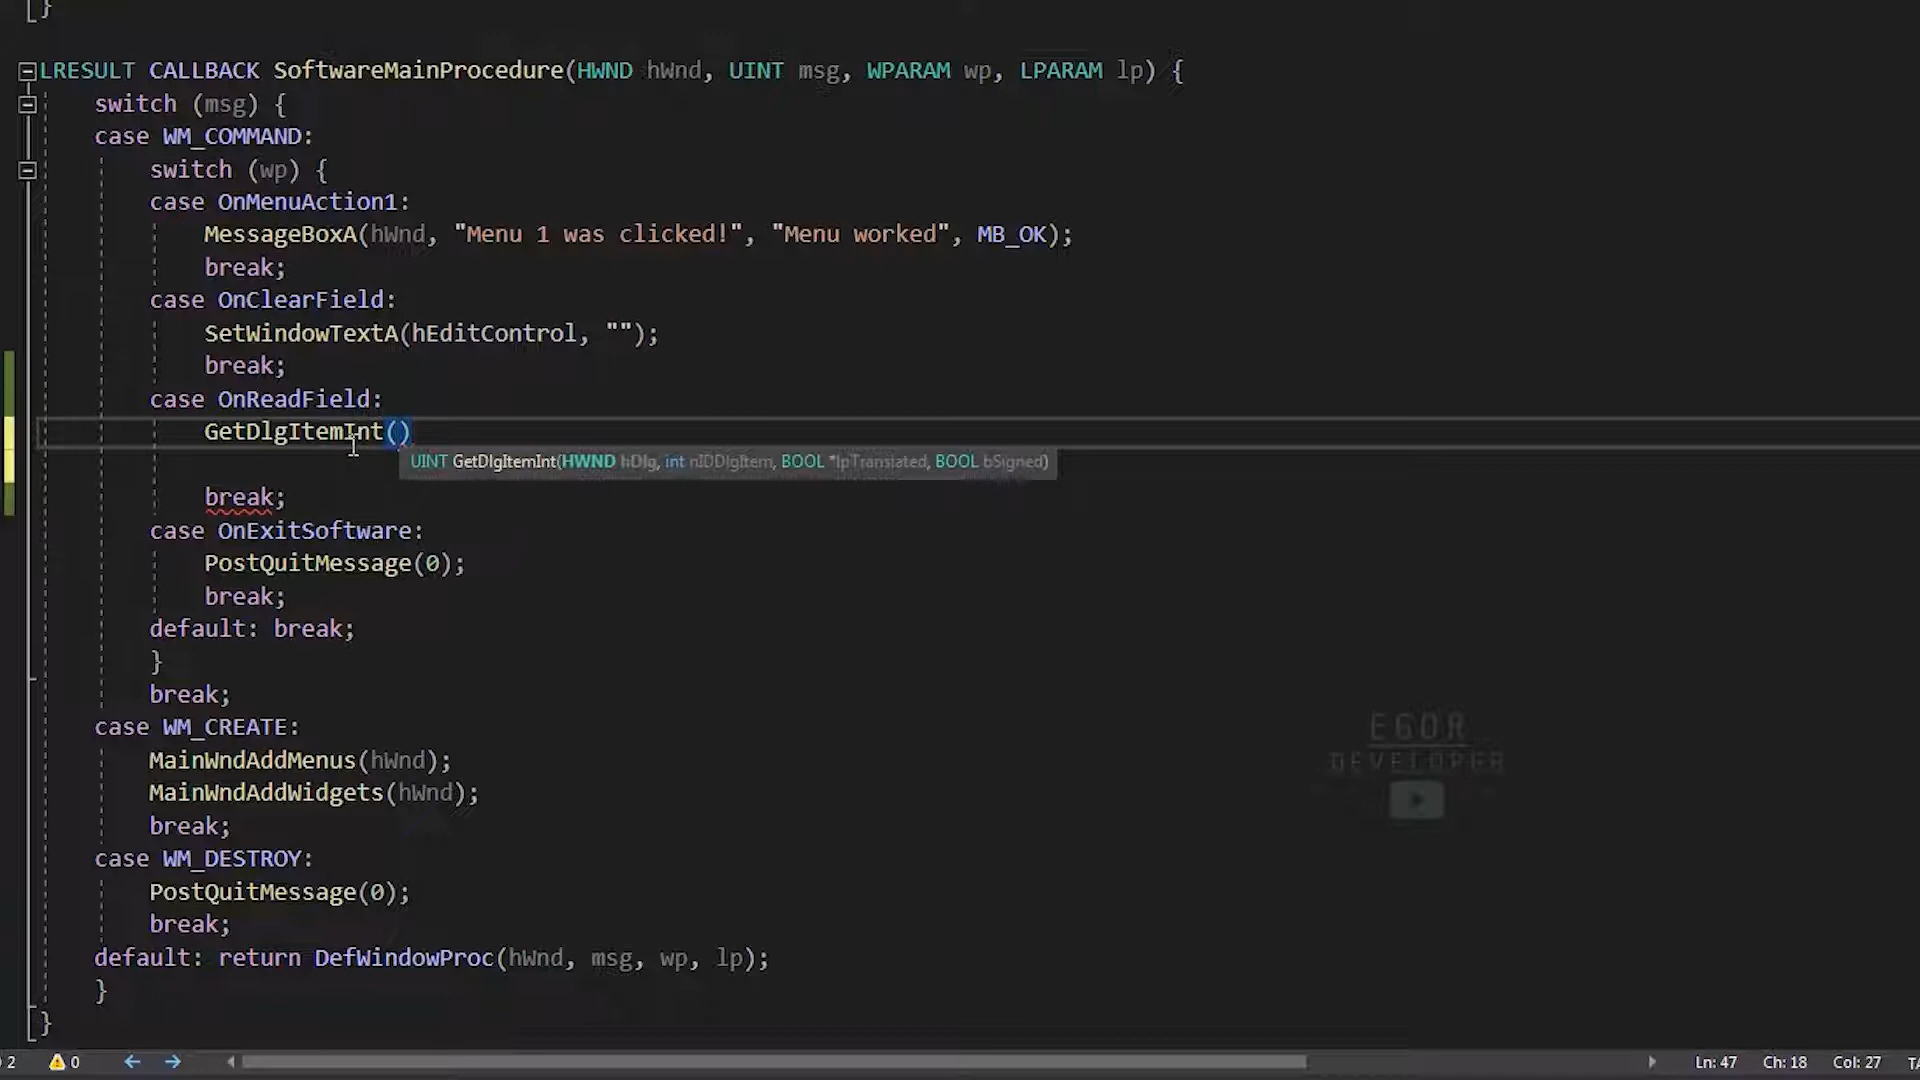 }
LRESULT CALLBACK SoftwareMainProcedure(HWND hWnd, UINT msg, WPARAM wp, LPARAM lp) {
switch (msg) {
case WM_COMMAND:
switch (wp) {
case OnMenuAction1:
MessageBoxA(hWnd, "Menu 1 was clicked!", "Menu worked", MB_OK);
break;
case OnClearField:
SetWindowTextA(hEditControl, "");
break;
case OnReadField:
GetDlgItemInt()
UINT GetDlgItemInt(HWND hDlg, int nIDDlgItem, BOOL *lpTranslated, BOOL bSigned)
break;
case OnExitSoftware:
PostQuitMessage(0);
break;
default: break;
}
break;
case WM_CREATE:
MainWndAddMenus(hWnd);
MainWndAddWidgets(hWnd);
break;
case WM_DESTROY:
PostQuitMessage(0);
break;
default: return DefWindowProc(hWnd, msg, wp, lp);
}
}
EGOR
DEVELOPER
2 0 Ln: 47 Ch: 18 Col: 27 TA